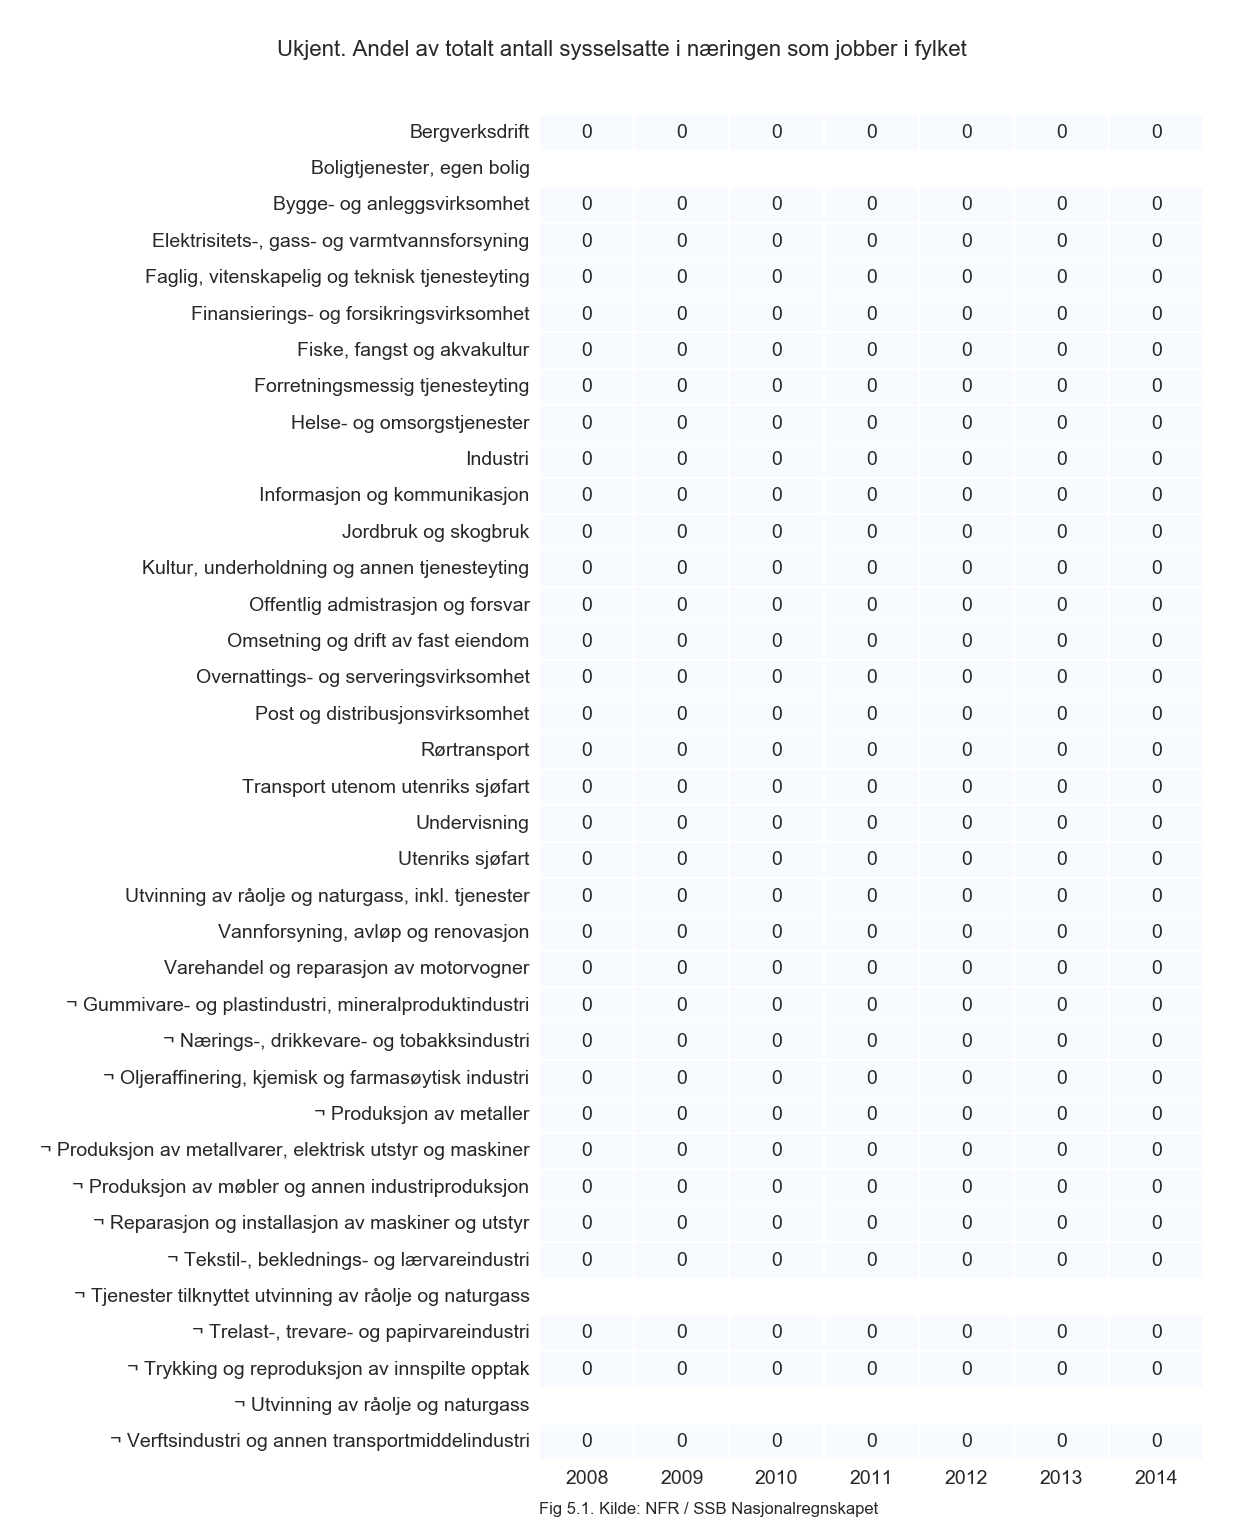 Ukjent. Andel av totalt antall sysselsatte i næringen som jobber i fylket
Bergverksdrift 0 0 0 0 0 0 0
Boligtjenester, egen bolig
Bygge- og anleggsvirksomhet 0 0 0 0 0 0 0
Elektrisitets-, gass- og varmtvannsforsyning 0 0 0 0 0 0 0
Faglig, vitenskapelig og teknisk tjenesteyting 0 0 0 0 0 0 0
Finansierings- og forsikringsvirksomhet 0 0 0 0 0 0 0
Fiske, fangst og akvakultur 0 0 0 0 0 0 0
Forretningsmessig tjenesteyting 0 0 0 0 0 0 0
Helse- og omsorgstjenester 0 0 0 0 0 0 0
Industri 0 0 0 0 0 0 0
Informasjon og kommunikasjon 0 0 0 0 0 0 0
Jordbruk og skogbruk 0 0 0 0 0 0 0
Kultur, underholdning og annen tjenesteyting 0 0 0 0 0 0 0
Offentlig admistrasjon og forsvar 0 0 0 0 0 0 0
Omsetning og drift av fast eiendom 0 0 0 0 0 0 0
Overnattings- og serveringsvirksomhet 0 0 0 0 0 0 0
Post og distribusjonsvirksomhet 0 0 0 0 0 0 0
Rørtransport 0 0 0 0 0 0 0
Transport utenom utenriks sjøfart 0 0 0 0 0 0 0
Undervisning 0 0 0 0 0 0 0
Utenriks sjøfart 0 0 0 0 0 0 0
Utvinning av råolje og naturgass, inkl. tjenester 0 0 0 0 0 0 0
Vannforsyning, avløp og renovasjon 0 0 0 0 0 0 0
Varehandel og reparasjon av motorvogner 0 0 0 0 0 0 0
¬ Gummivare- og plastindustri, mineralproduktindustri 0 0 0 0 0 0 0
¬ Nærings-, drikkevare- og tobakksindustri 0 0 0 0 0 0 0
¬ Oljeraffinering, kjemisk og farmasøytisk industri 0 0 0 0 0 0 0
¬ Produksjon av metaller 0 0 0 0 0 0 0
¬ Produksjon av metallvarer, elektrisk utstyr og maskiner 0 0 0 0 0 0 0
¬ Produksjon av møbler og annen industriproduksjon 0 0 0 0 0 0 0
¬ Reparasjon og installasjon av maskiner og utstyr 0 0 0 0 0 0 0
¬ Tekstil-, beklednings- og lærvareindustri 0 0 0 0 0 0 0
¬ Tjenester tilknyttet utvinning av råolje og naturgass
¬ Trelast-, trevare- og papirvareindustri 0 0 0 0 0 0 0
¬ Trykking og reproduksjon av innspilte opptak 0 0 0 0 0 0 0
¬ Utvinning av råolje og naturgass
¬ Verftsindustri og annen transportmiddelindustri 0 0 0 0 0 0 0
2008 2009 2010 2011 2012 2013 2014
Fig 5.1. Kilde: NFR / SSB Nasjonalregnskapet